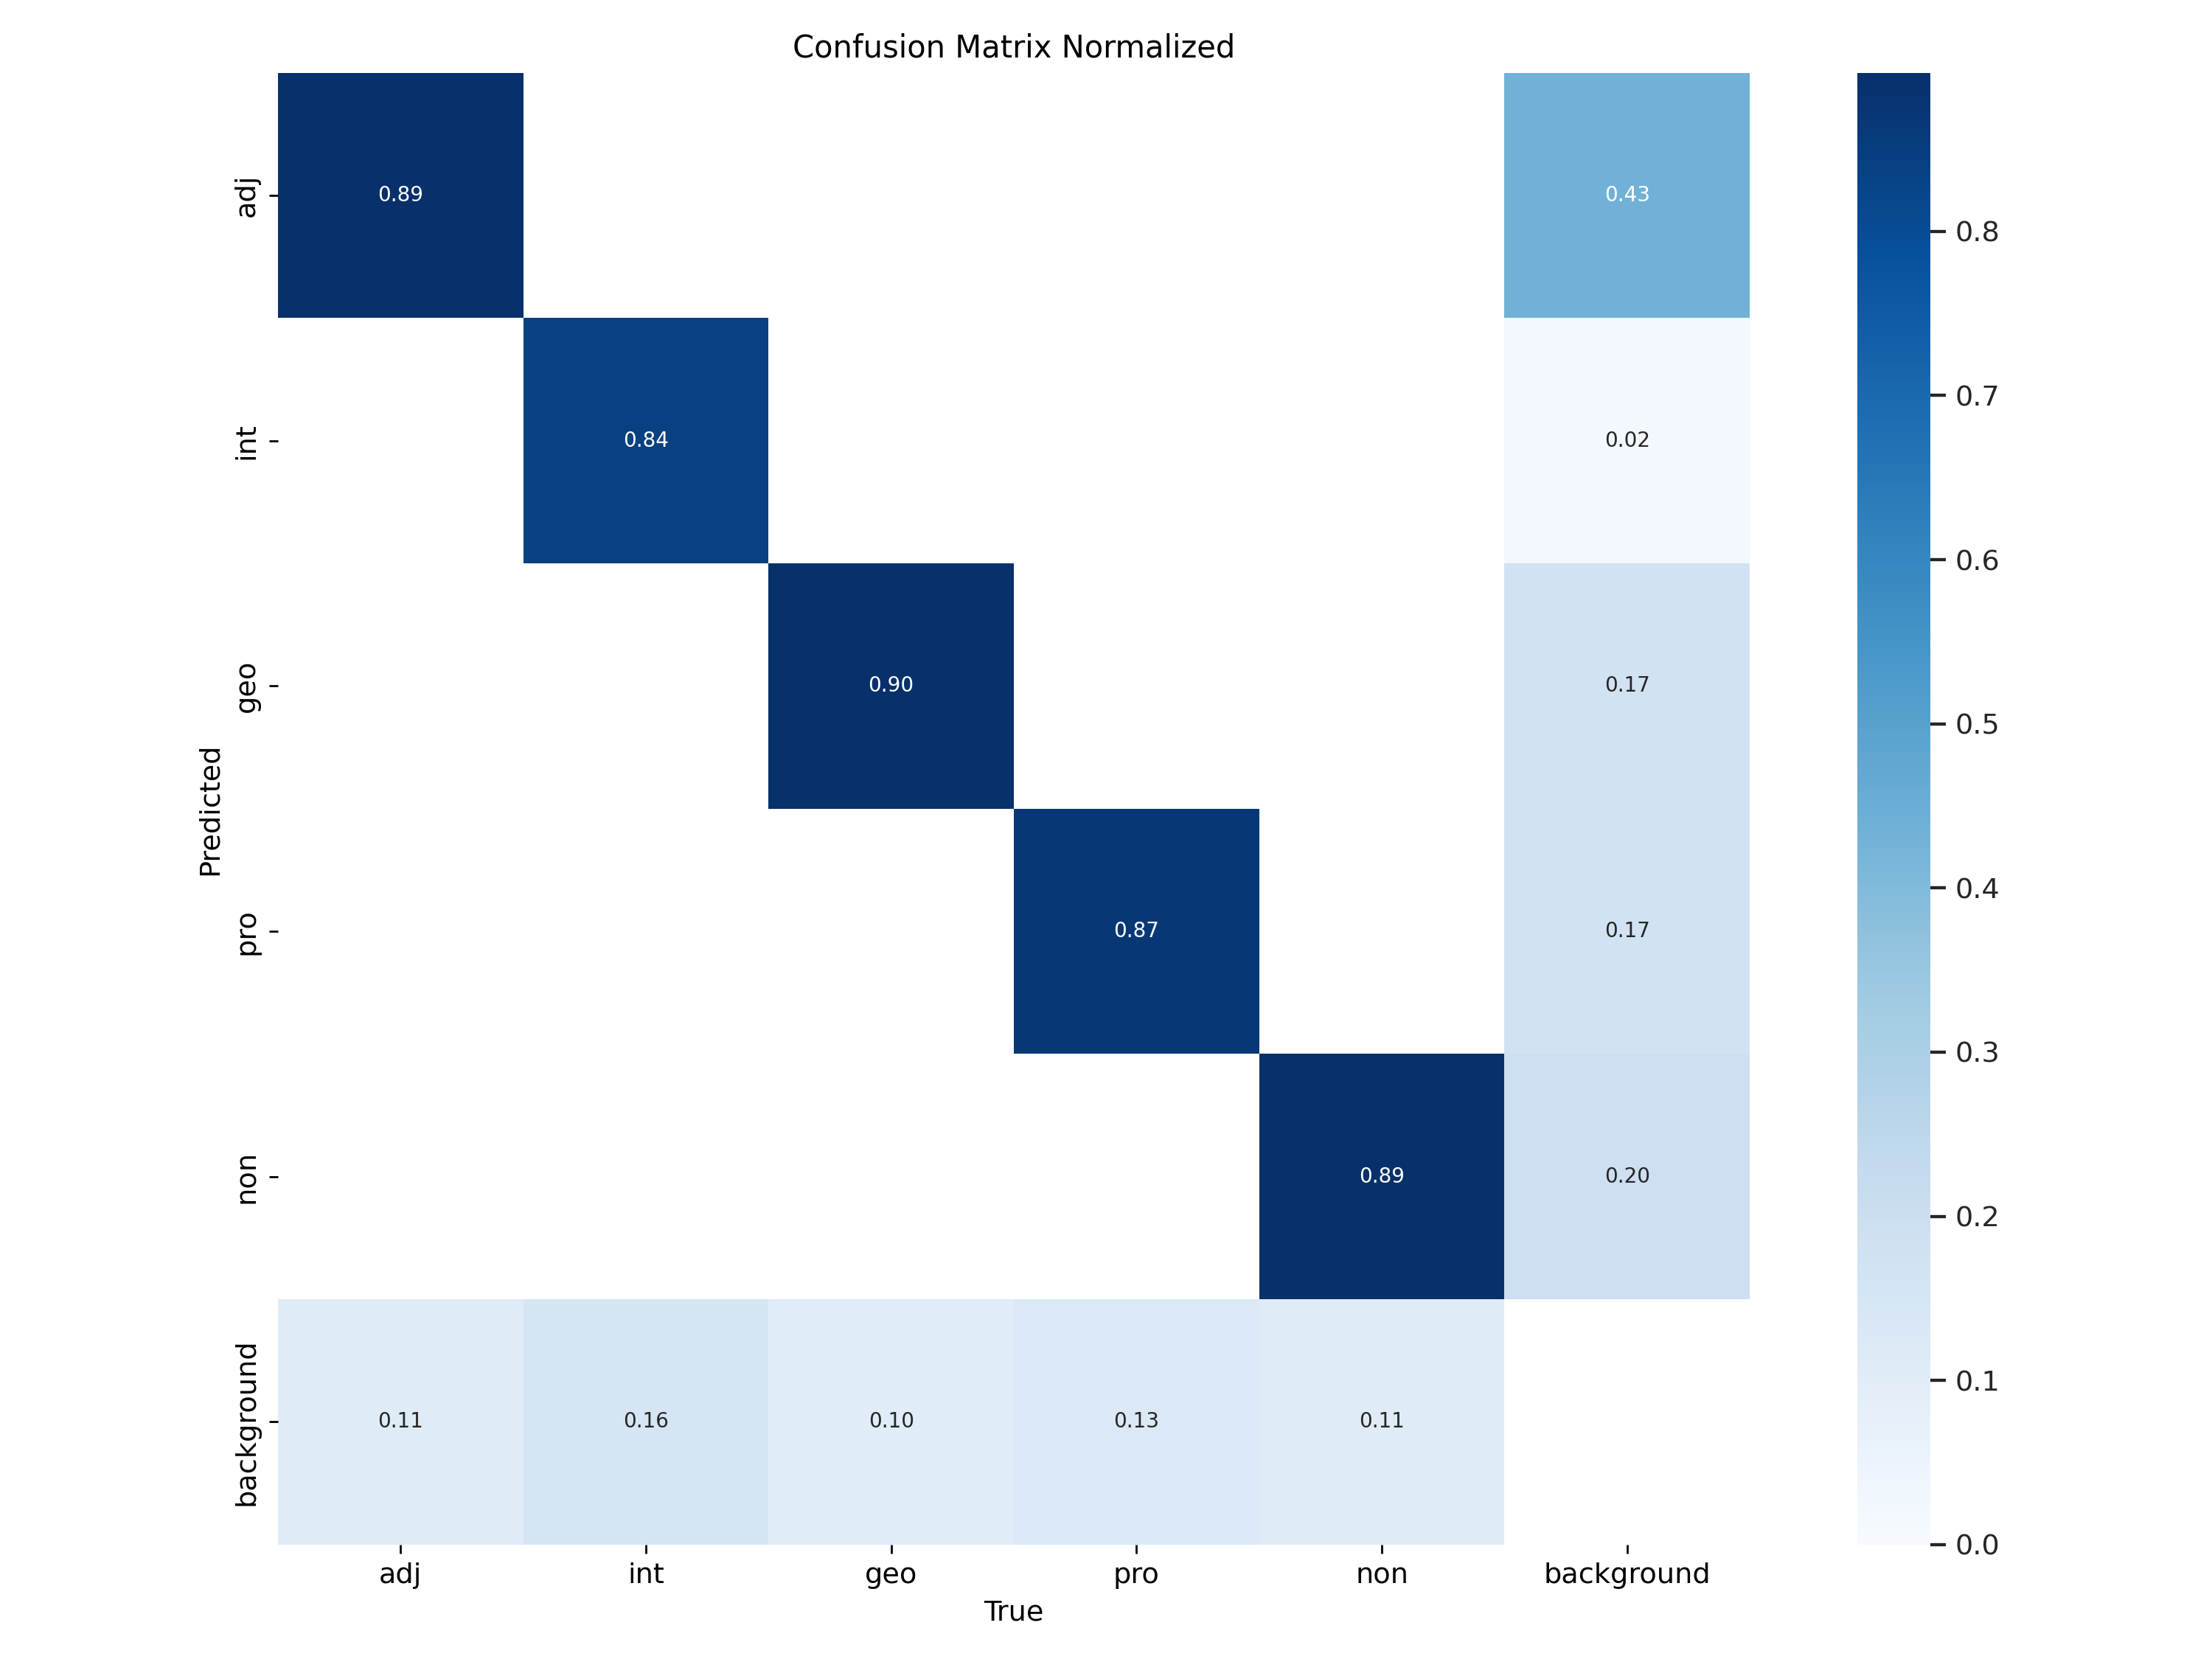 Confusion Matrix Normalized
adj 0.89 0.43
int 0.84 0.02
geo 0.90 0.17
pro 0.87 0.17
non 0.89 0.20
background 0.11 0.16 0.10 0.13 0.11
Predicted
adj int geo pro non background
True
0.8
0.7
0.6
0.5
0.4
0.3
0.2
0.1
0.0